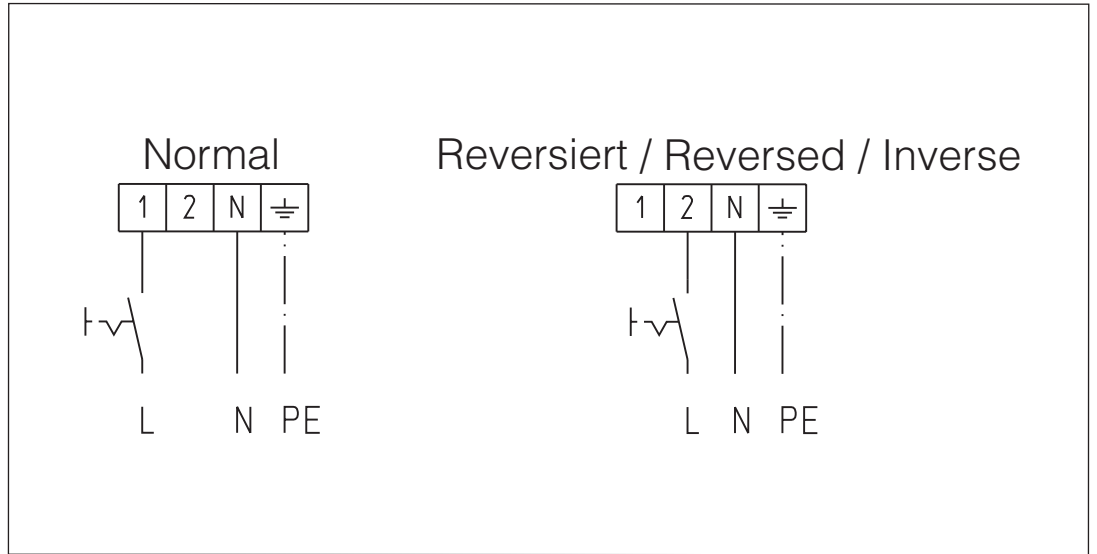 Normal
1 2 N
L N PE
Reversiert / Reversed / Inverse
1 2 N
L N PE